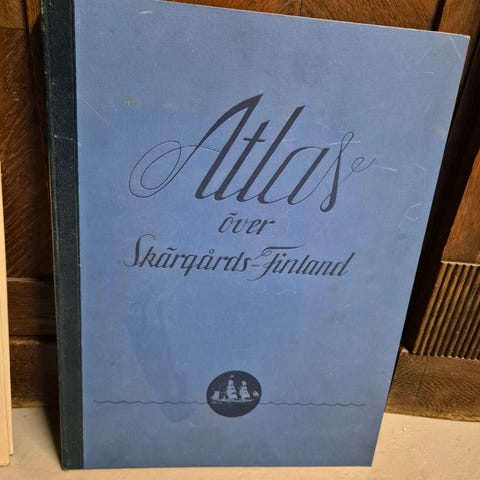 Atlas
över
Skärgårds-Finland